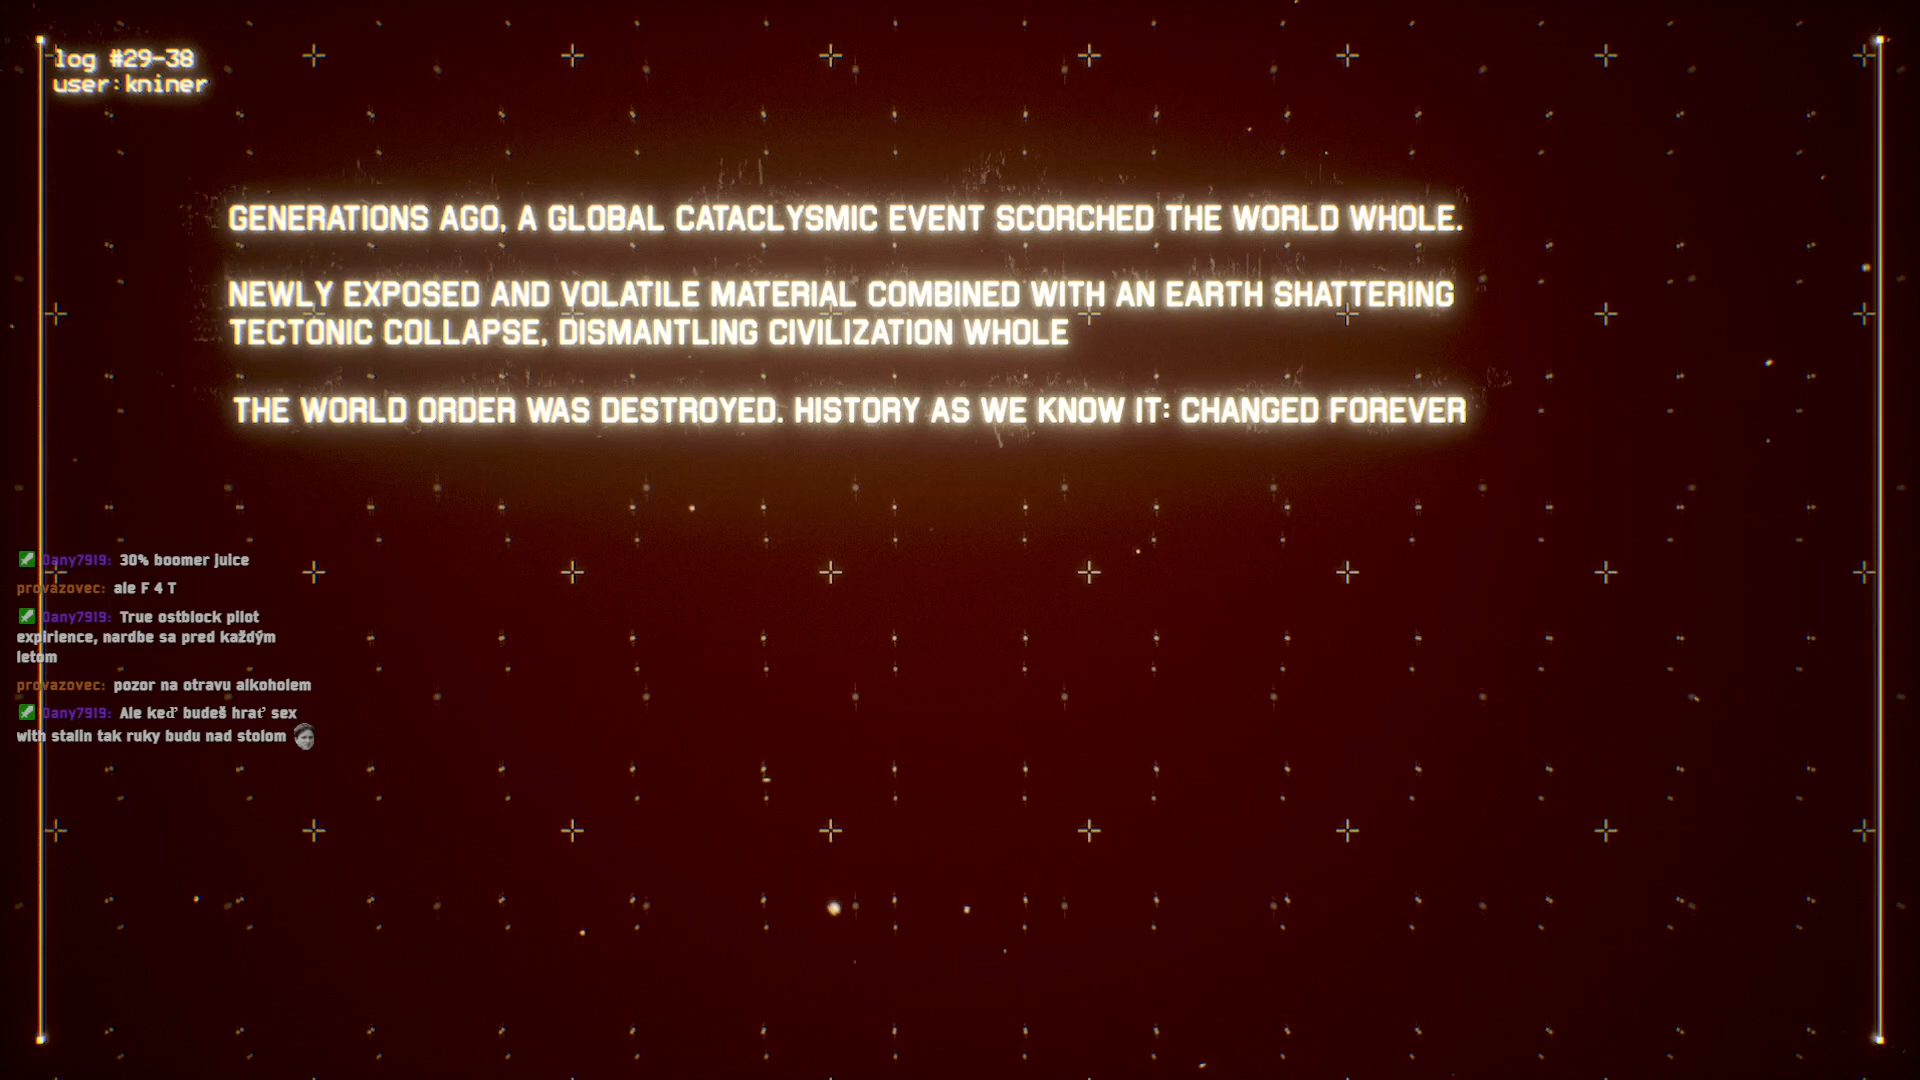 log #29-38
user:kniner
GENERATIONS AGO, A GLOBAL CATACLYSMIC EVENT SCORCHED THE WORLD WHOLE.
NEWLY EXPOSED AND VOLATILE MATERIAL COMBINED WITH AN EARTH SHATTERING
TECTONIC COLLAPSE, DISMANTLING CIVILIZATION WHOLE
THE WORLD ORDER WAS DESTROYED. HISTORY AS WE KNOW IT: CHANGED FOREVER
Dany7919: 30% boomer juice
provazovec: ale F 4 T
Dany7919: True ostblock pilot
expirience, nardbe sa pred každým
letom
provazovec: pozor na otravu alkoholem
Dany7919: Ale keď budeš hrať sex
with stalin tak ruky budu nad stolom